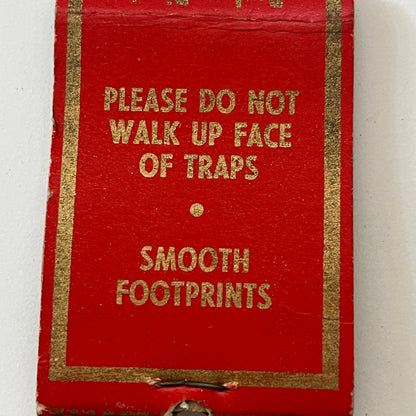 PLEASE DO NOT
WALK UP FACE
OF TRAPS
•
SMOOTH
FOOTPRINTS